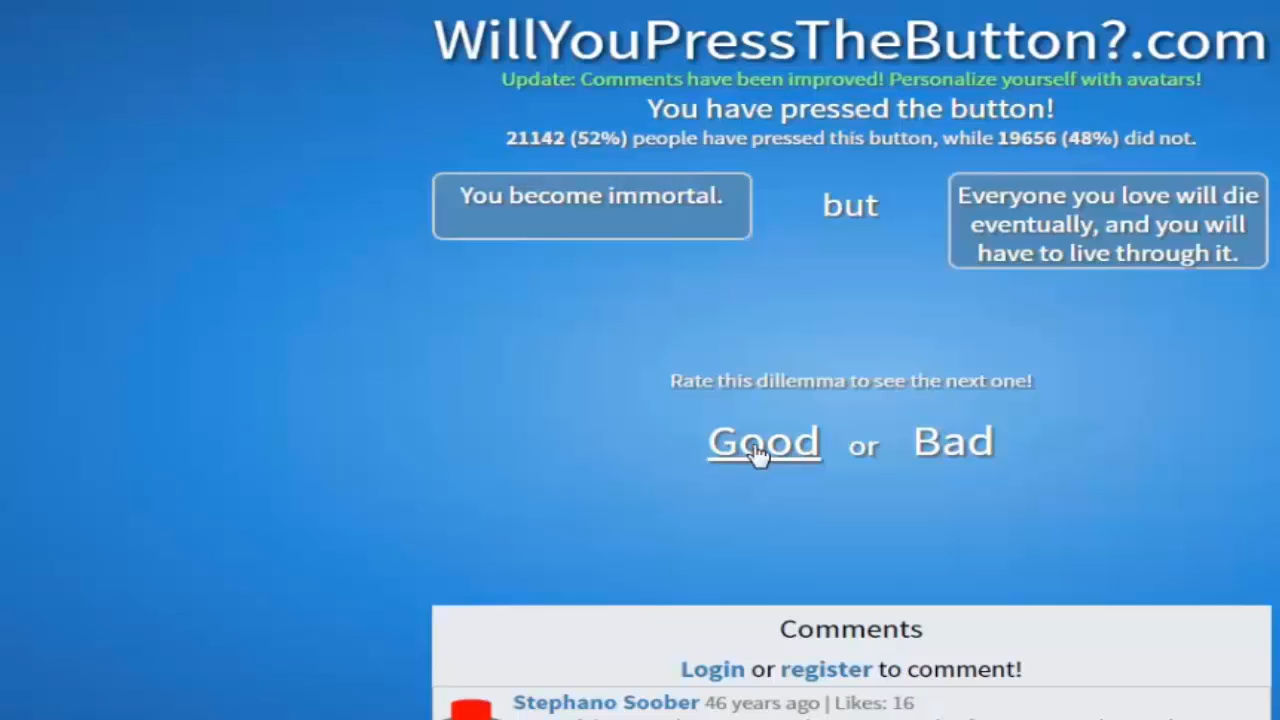 WillYouPressTheButton?.com
Update: Comments have been improved! Personalize yourself with avatars!
You have pressed the button!
21142 (52%) people have pressed this button, while 19656 (48%) did not.
You become immortal.
but
Everyone you love will die
eventually, and you will
have to live through it.
Rate this dillemma to see the next one!
Good or Bad
Comments
Login or register to comment!
Stephano Soober 46 years ago | Likes: 16